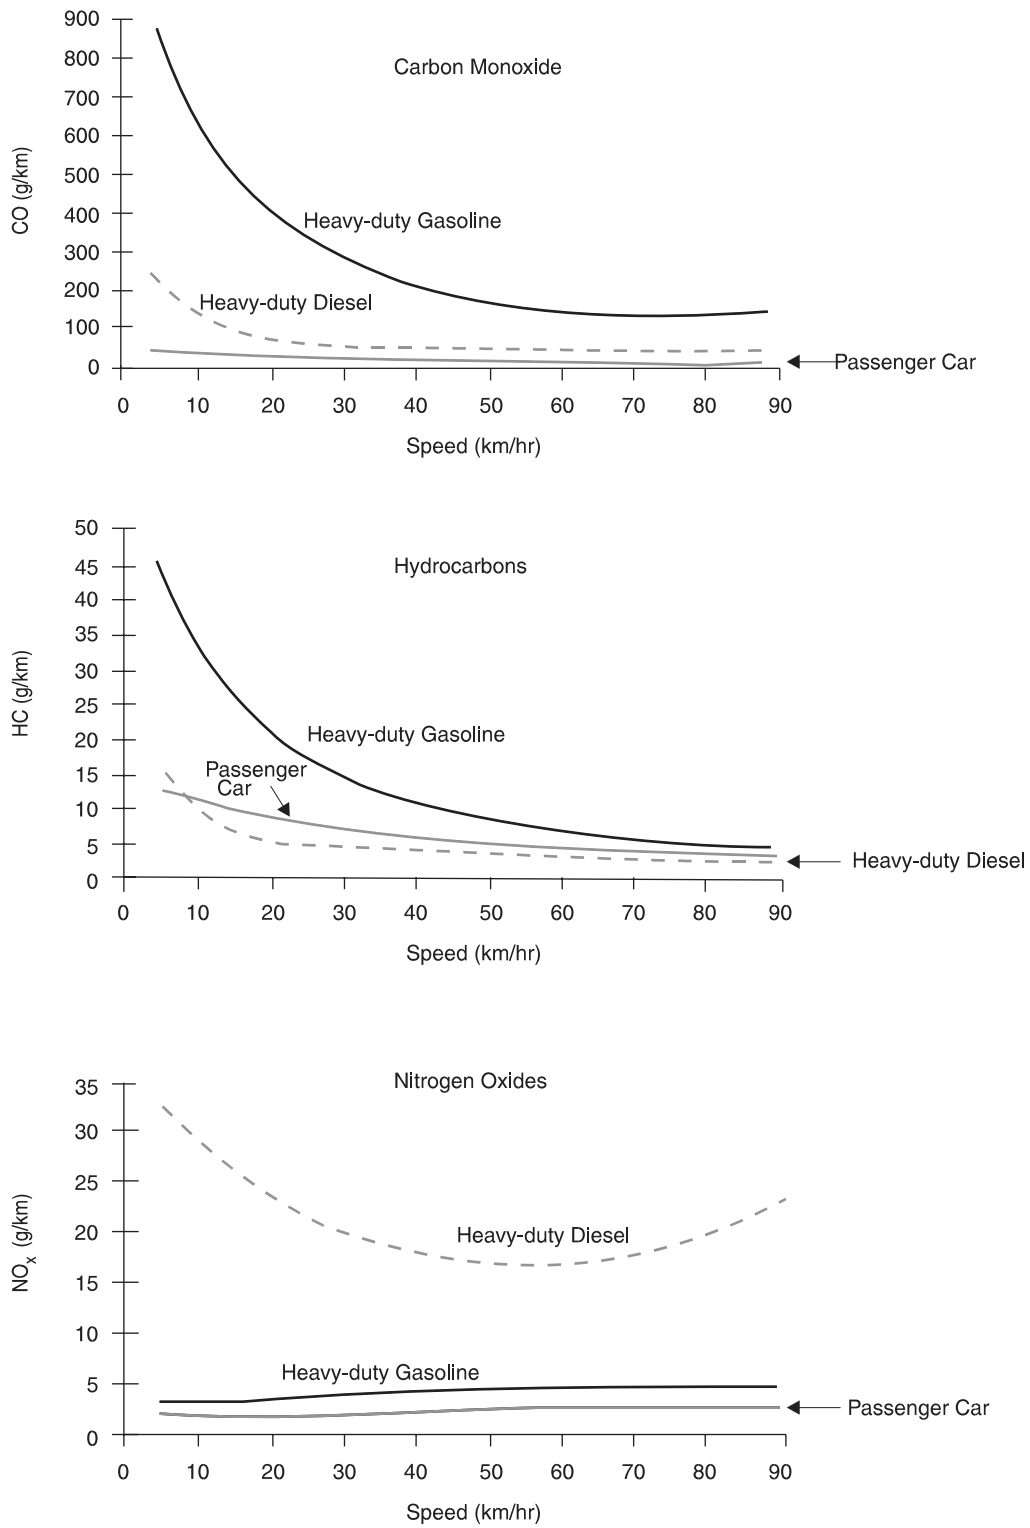 Carbon Monoxide
CO (g/km)
900
800
700
600
500
400
300
200
100
0
Heavy-duty Gasoline
Heavy-duty Diesel
Passenger Car
0 10 20 30 40 50 60 70 80 90
Speed (km/hr)
Hydrocarbons
HC (g/km)
50
45
40
35
30
25
20
15
10
5
0
Heavy-duty Gasoline
Passenger
Car
Heavy-duty Diesel
0 10 20 30 40 50 60 70 80 90
Speed (km/hr)
Nitrogen Oxides
NOx (g/km)
35
30
25
20
15
10
5
0
Heavy-duty Diesel
Heavy-duty Gasoline
Passenger Car
0 10 20 30 40 50 60 70 80 90
Speed (km/hr)